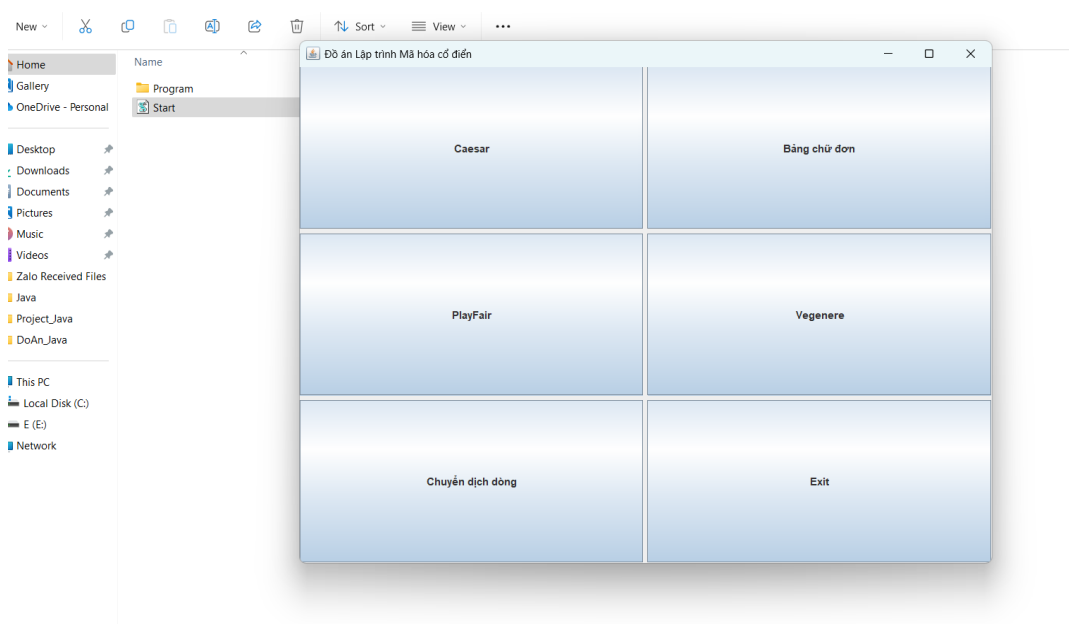 New Sort View
Đồ án Lập trình Mã hóa cổ điển
Home
Gallery
OneDrive - Personal
Desktop
Downloads
Documents
Pictures
Music
Videos
Zalo Received Files
Java
Project_Java
DoAn_Java
This PC
Local Disk (C:)
E (E:)
Network
Name
Program
Start
Caesar Bảng chữ đơn
PlayFair Vegenere
Chuyển dịch dòng Exit